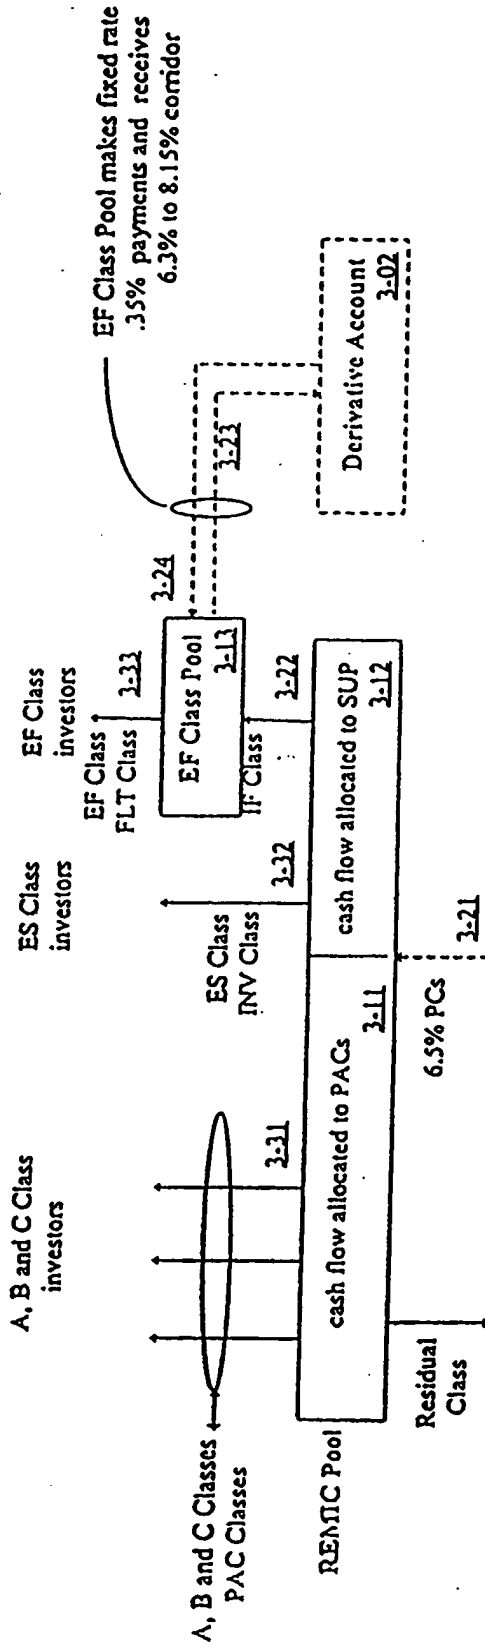 A, B and C Class
investors
ES Class
investors
EF Class
investors
EF Class Pool makes fixed rate
.35% payments and receives
6.3% to 8.15% corridor
A, B and C Classes
PAC Classes
3-31
ES Class
INV Class
3-32
EF Class
FLT Class
3-33
3-24
EF Class Pool
3-13
3-23
IF Class
3-22
REMIC Pool
cash flow allocated to PACs
3-11
cash flow allocated to SUP
3-12
Derivative Account
3-02
Residual
Class
6.5% PCs
3-21